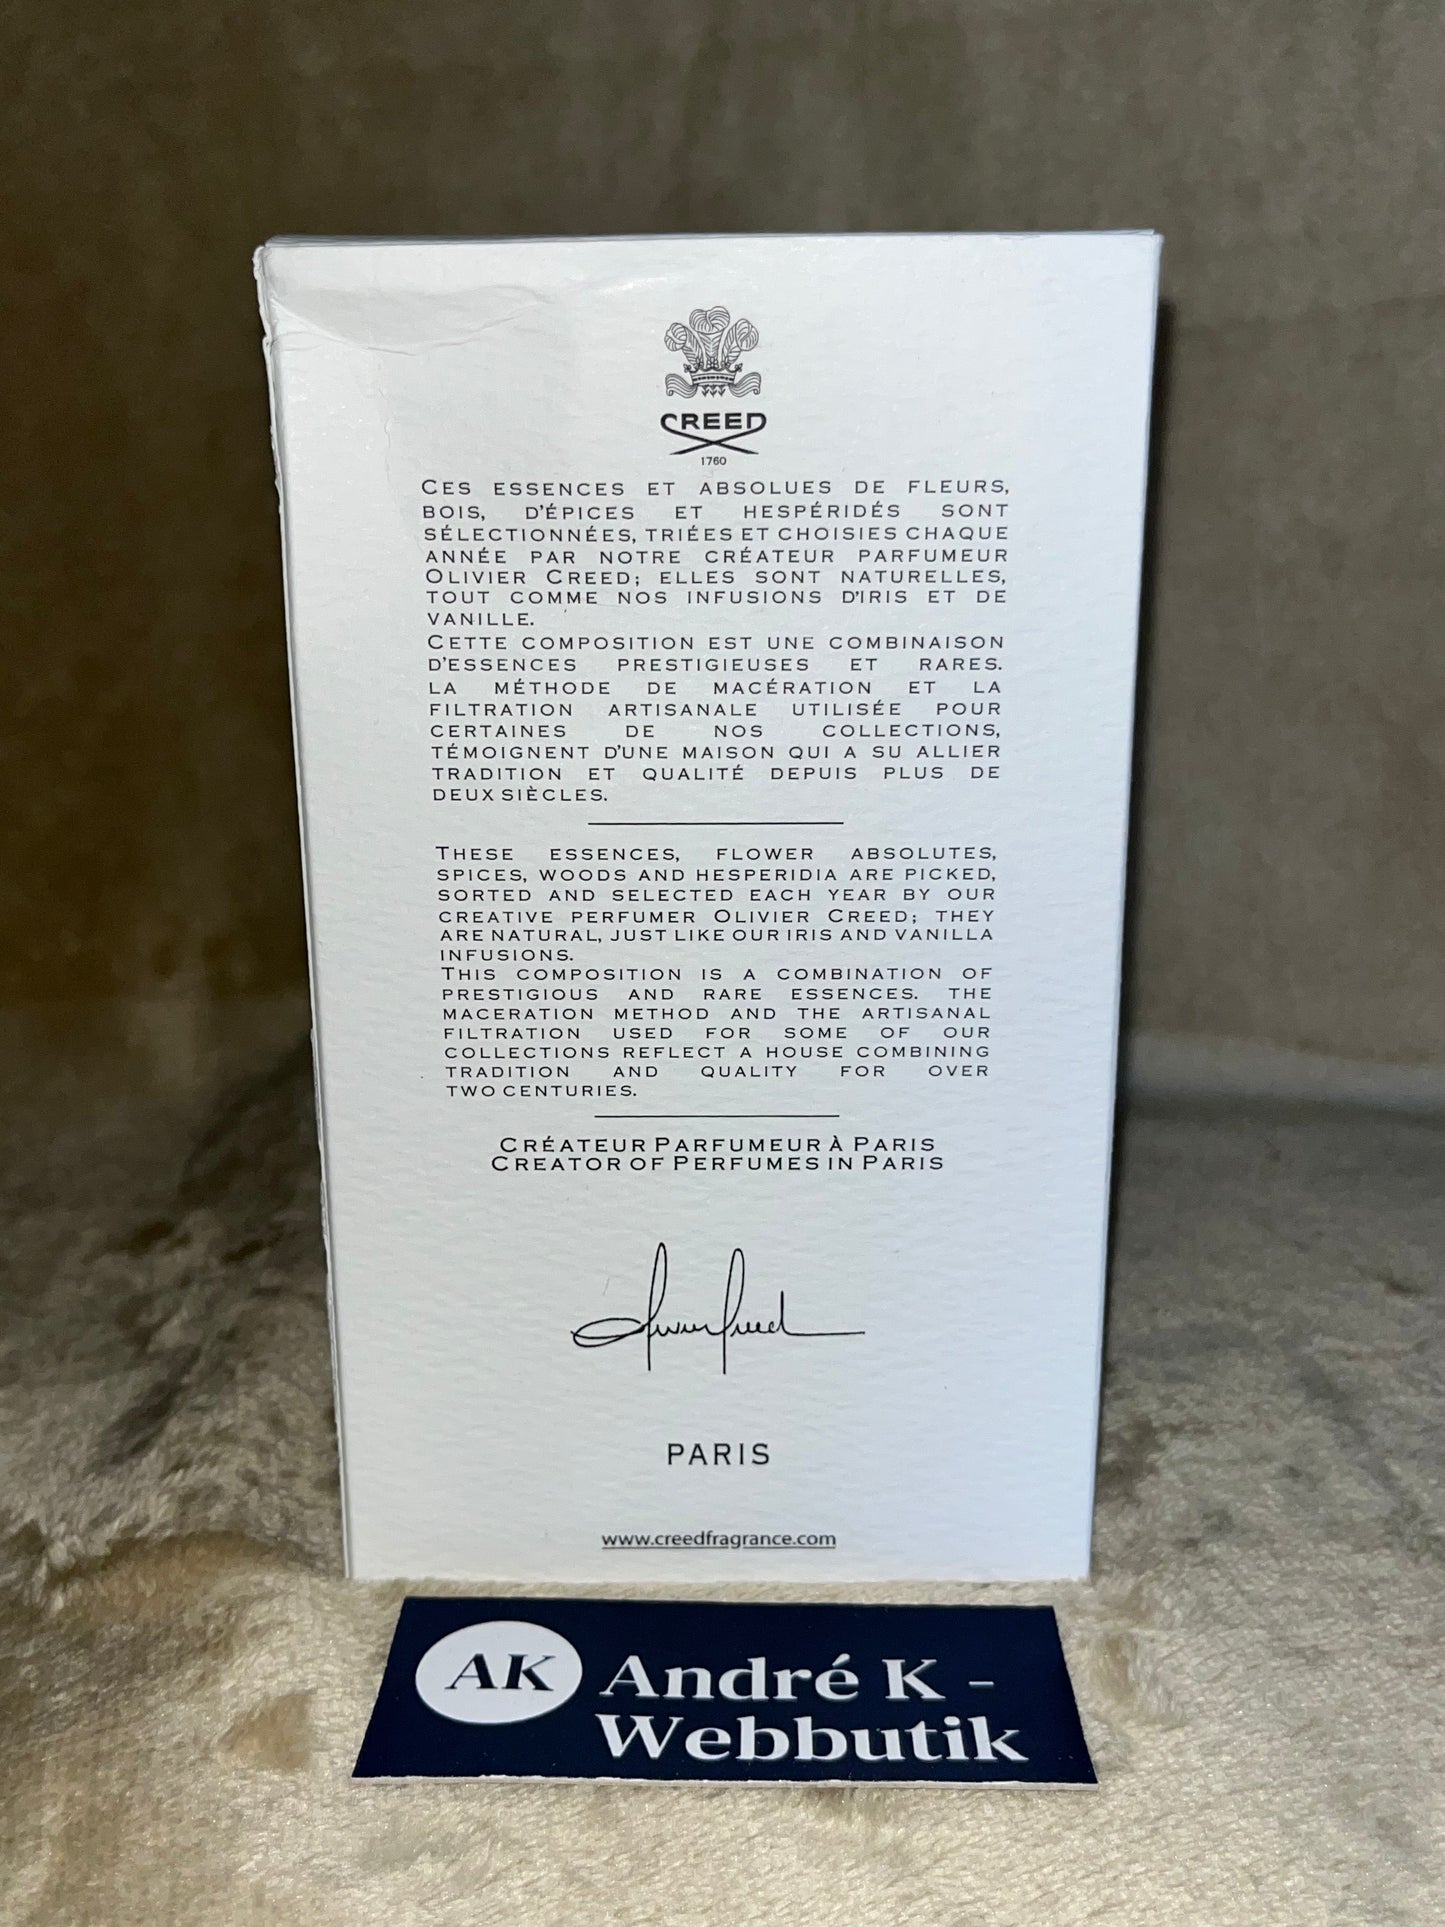 CREED
1760
CES ESSENCES ET ABSOLUES DE FLEURS,
BOIS, D'ÉPICES ET HESPÉRIDÉS SONT
SÉLECTIONNÉES, TRIÉES ET CHOISIES CHAQUE
ANNÉE PAR NOTRE CRÉATEUR PARFUMEUR
OLIVIER CREED; ELLES SONT NATURELLES,
TOUT COMME NOS INFUSIONS D'IRIS ET DE
VANILLE.
CETTE COMPOSITION EST UNE COMBINAISON
D'ESSENCES PRESTIGIEUSES ET RARES.
LA MÉTHODE DE MACÉRATION ET LA
FILTRATION ARTISANALE UTILISÉE POUR
CERTAINES DE NOS COLLECTIONS,
TÉMOIGNENT D'UNE MAISON QUI A SU ALLIER
TRADITION ET QUALITÉ DEPUIS PLUS DE
DEUX SIÈCLES.
THESE ESSENCES, FLOWER ABSOLUTES,
SPICES, WOODS AND HESPERIDIA ARE PICKED,
SORTED AND SELECTED EACH YEAR BY OUR
CREATIVE PERFUMER OLIVIER CREED; THEY
ARE NATURAL, JUST LIKE OUR IRIS AND VANILLA
INFUSIONS.
THIS COMPOSITION IS A COMBINATION OF
PRESTIGIOUS AND RARE ESSENCES. THE
MACERATION METHOD AND THE ARTISANAL
FILTRATION USED FOR SOME OF OUR
COLLECTIONS REFLECT A HOUSE COMBINING
TRADITION AND QUALITY FOR OVER
TWO CENTURIES.
CRÉATEUR PARFUMEUR À PARIS
CREATOR OF PERFUMES IN PARIS
Olivier Creed
PARIS
www.creedfragrance.com
AK André K -
Webbutik